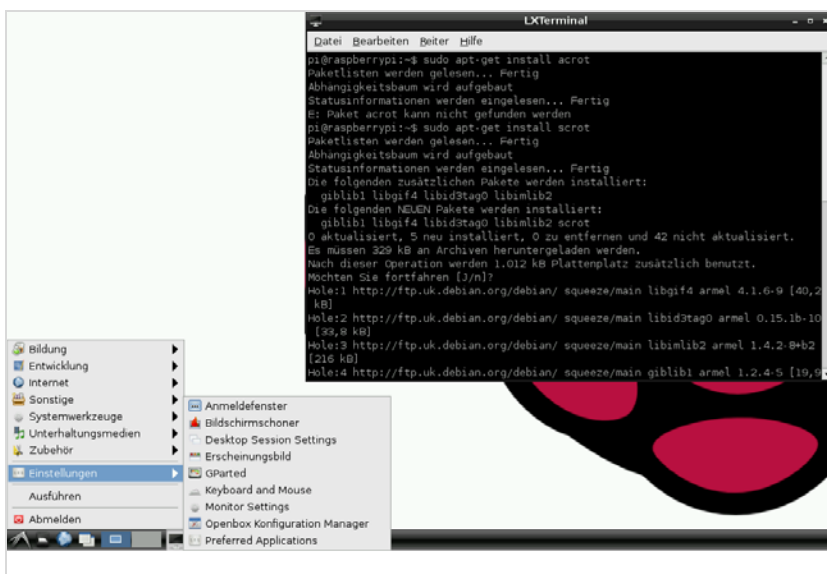 LXTerminal
Datei Bearbeiten Reiter Hilfe
pi@raspberrypi:~$ sudo apt-get install acrot
Paketlisten werden gelesen... Fertig
Abhängigkeitsbaum wird aufgebaut
Statusinformationen werden eingelesen... Fertig
E: Paket acrot kann nicht gefunden werden
pi@raspberrypi:~$ sudo apt-get install scrot
Paketlisten werden gelesen... Fertig
Abhängigkeitsbaum wird aufgebaut
Statusinformationen werden eingelesen... Fertig
Die folgenden zusätzlichen Pakete werden installiert:
giblib1 libgif4 libid3tag0 libimlib2
Die folgenden NEUEN Pakete werden installiert:
giblib1 libgif4 libid3tag0 libimlib2 scrot
0 aktualisiert, 5 neu installiert, 0 zu entfernen und 42 nicht aktualisiert.
Es müssen 329 kB an Archiven heruntergeladen werden.
Nach dieser Operation werden 1.012 kB Plattenplatz zusätzlich benutzt.
Möchten Sie fortfahren [J/n]?
Hole:1 http://ftp.uk.debian.org/debian/ squeeze/main libgif4 armel 4.1.6-9 [40,2
kB]
Hole:2 http://ftp.uk.debian.org/debian/ squeeze/main libid3tag0 armel 0.15.1b-10
[33,8 kB]
Hole:3 http://ftp.uk.debian.org/debian/ squeeze/main libimlib2 armel 1.4.2-8+b2
[216 kB]
Hole:4 http://ftp.uk.debian.org/debian/ squeeze/main giblib1 armel 1.2.4-5 [19,9
Bildung
Entwicklung
Internet
Sonstige
Systemwerkzeuge
Unterhaltungsmedien
Zubehör
Einstellungen
Ausführen
Abmelden
Anmeldefenster
Bildschirmschoner
Desktop Session Settings
Erscheinungsbild
GParted
Keyboard and Mouse
Monitor Settings
Openbox Konfiguration Manager
Preferred Applications